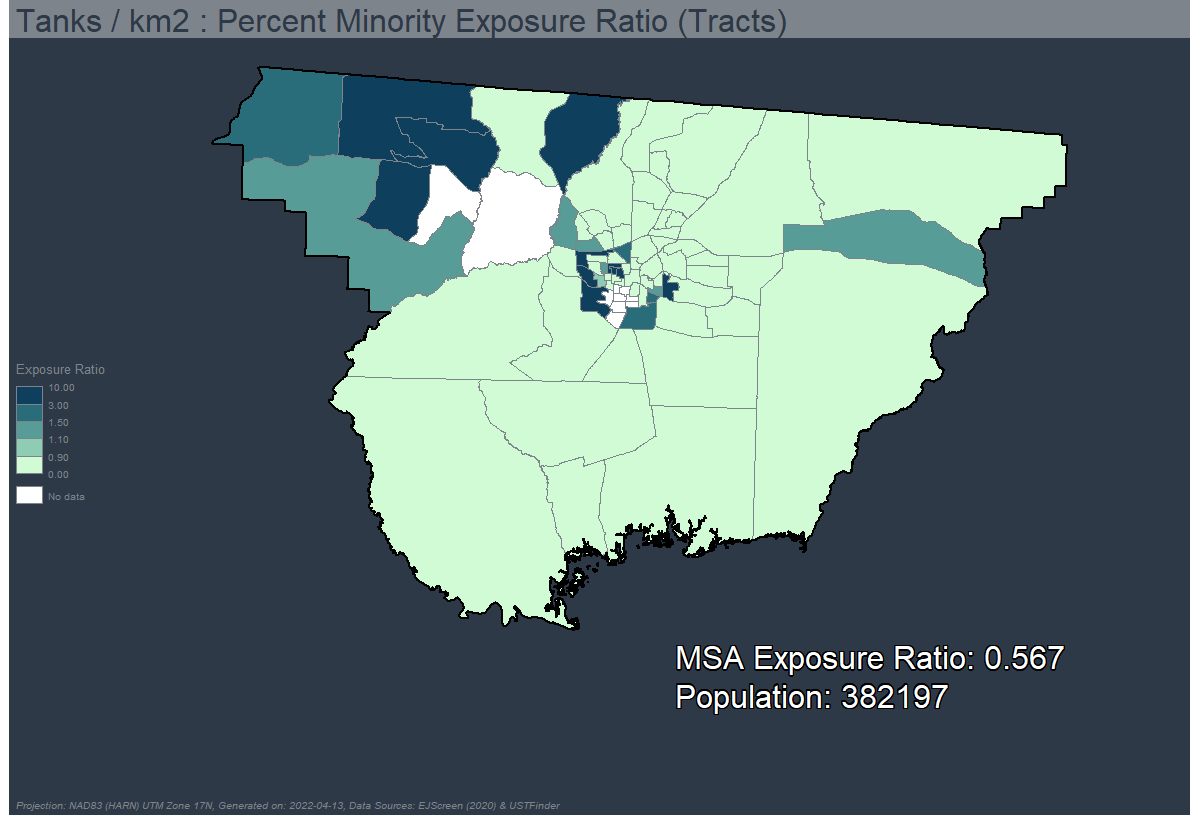 Tanks / km2 : Percent Minority Exposure Ratio (Tracts)
Exposure Ratio
10.00
3.00
1.50
1.10
0.90
0.00
No data
MSA Exposure Ratio: 0.567
Population: 382197
Projection: NAD83 (HARN) UTM Zone 17N, Generated on: 2022-04-13, Data Sources: EJScreen (2020) & USTFinder